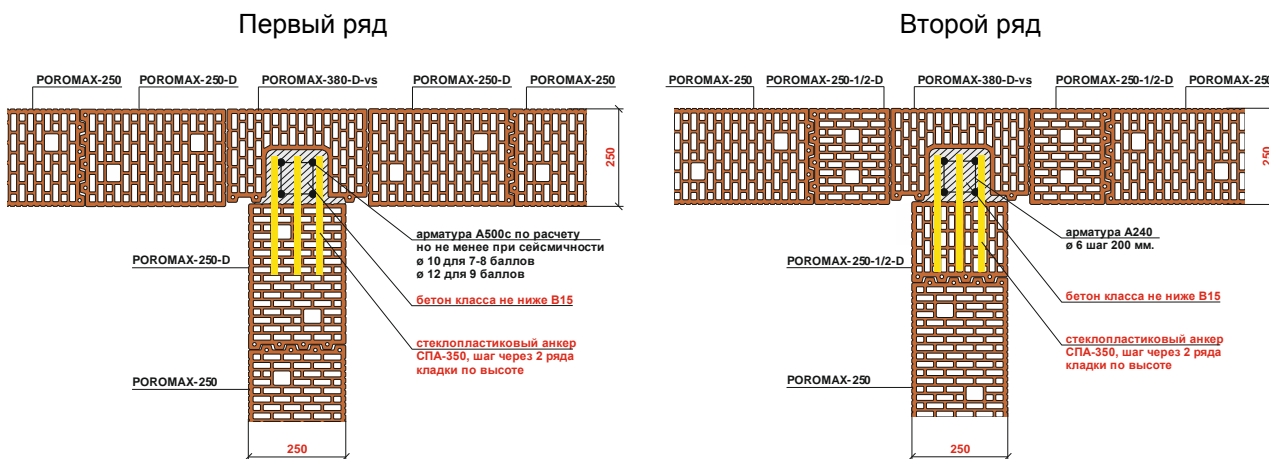 Первый ряд
POROMAX-250
POROMAX-250-D
POROMAX-380-D-vs
POROMAX-250-D
POROMAX-250
250
арматура А500с по расчету
но не менее при сейсмичности
ø 10 для 7-8 баллов
ø 12 для 9 баллов
POROMAX-250-D
бетон класса не ниже В15
стеклопластиковый анкер
СПА-350, шаг через 2 ряда
кладки по высоте
POROMAX-250
250
Второй ряд
POROMAX-250
POROMAX-250-1/2-D
POROMAX-380-D-vs
POROMAX-250-1/2-D
POROMAX-250
250
арматура А240
ø 6 шаг 200 мм.
POROMAX-250-1/2-D
бетон класса не ниже В15
стеклопластиковый анкер
СПА-350, шаг через 2 ряда
кладки по высоте
POROMAX-250
250